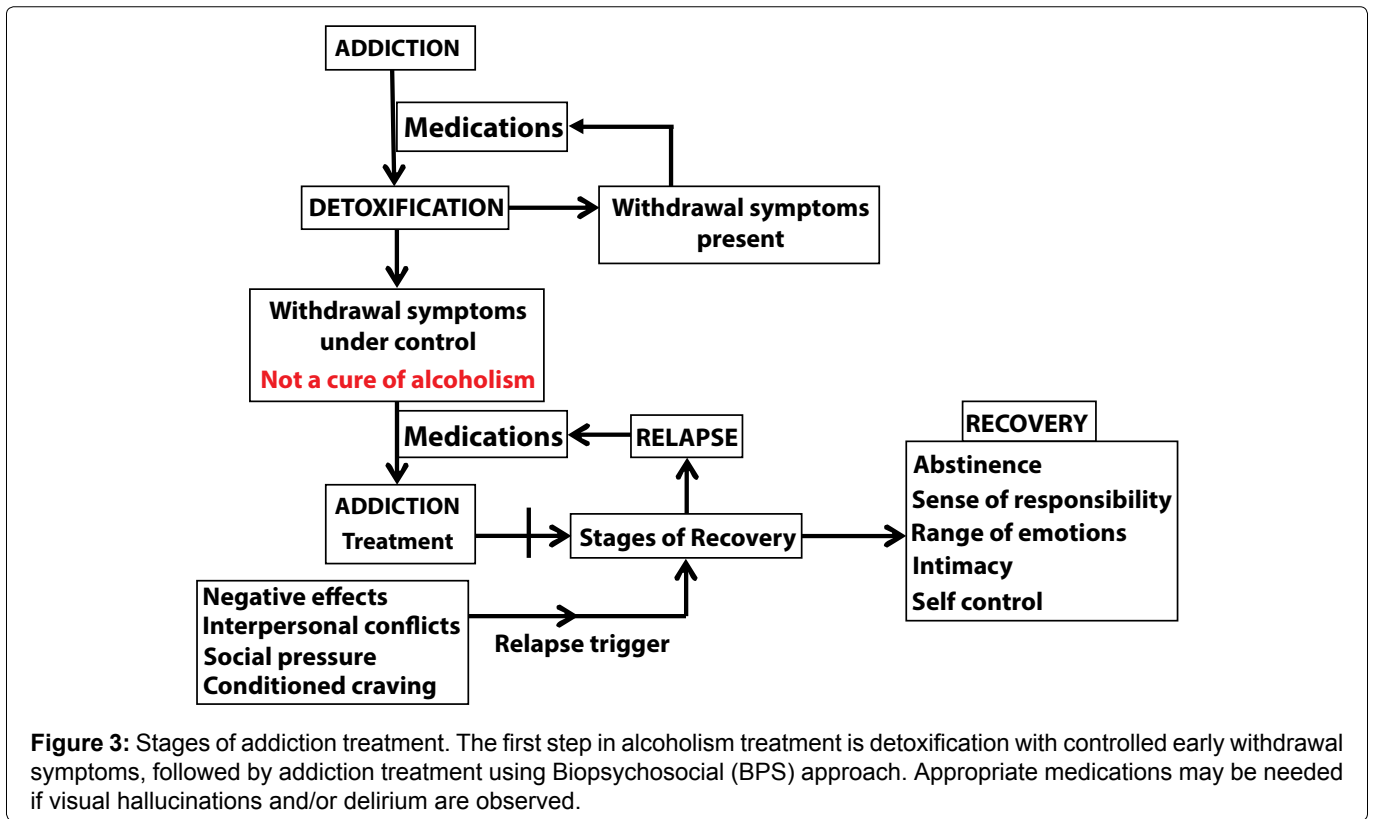 ADDICTION
Medications
DETOXIFICATION
Withdrawal symptoms
present
Withdrawal symptoms
under control
Not a cure of alcoholism
Medications
RELAPSE
RECOVERY
Abstinence
Sense of responsibility
Range of emotions
Intimacy
Self control
ADDICTION
Treatment
Stages of Recovery
Negative effects
Interpersonal conflicts
Social pressure
Conditioned craving
Relapse trigger
Figure 3: Stages of addiction treatment. The first step in alcoholism treatment is detoxification with controlled early withdrawal
symptoms, followed by addiction treatment using Biopsychosocial (BPS) approach. Appropriate medications may be needed
if visual hallucinations and/or delirium are observed.